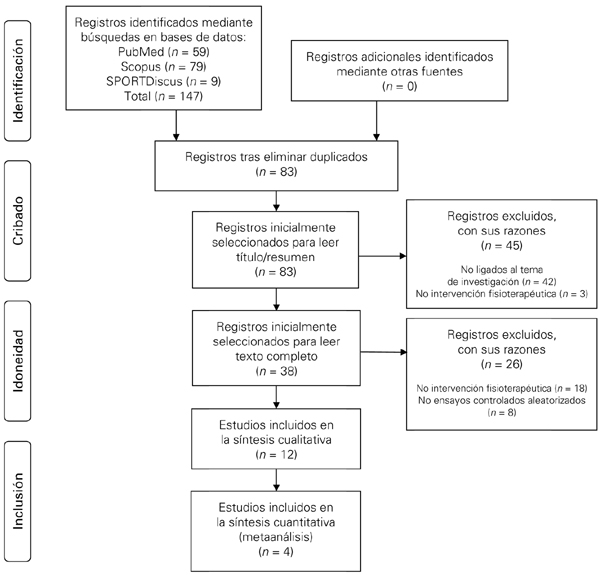 Identificación
Registros identificados mediante
búsquedas en bases de datos:
PubMed (n = 59)
Scopus (n = 79)
SPORTDiscus (n = 9)
Total (n = 147)
Registros adicionales identificados
mediante otras fuentes
(n = 0)
Registros tras eliminar duplicados
(n = 83)
Cribado
Registros inicialmente
seleccionados para leer
título/resumen
(n = 83)
Registros excluidos,
con sus razones
(n = 45)
No ligados al tema
de investigación (n = 42)
No intervención fisioterapéutica (n = 3)
Idoneidad
Registros inicialmente
seleccionados para leer
texto completo
(n = 38)
Registros excluidos,
con sus razones
(n = 26)
No intervención fisioterapéutica (n = 18)
No ensayos controlados aleatorizados
(n = 8)
Estudios incluidos en
la síntesis cualitativa
(n = 12)
Inclusión
Estudios incluidos en
la síntesis cuantitativa
(metaanálisis)
(n = 4)